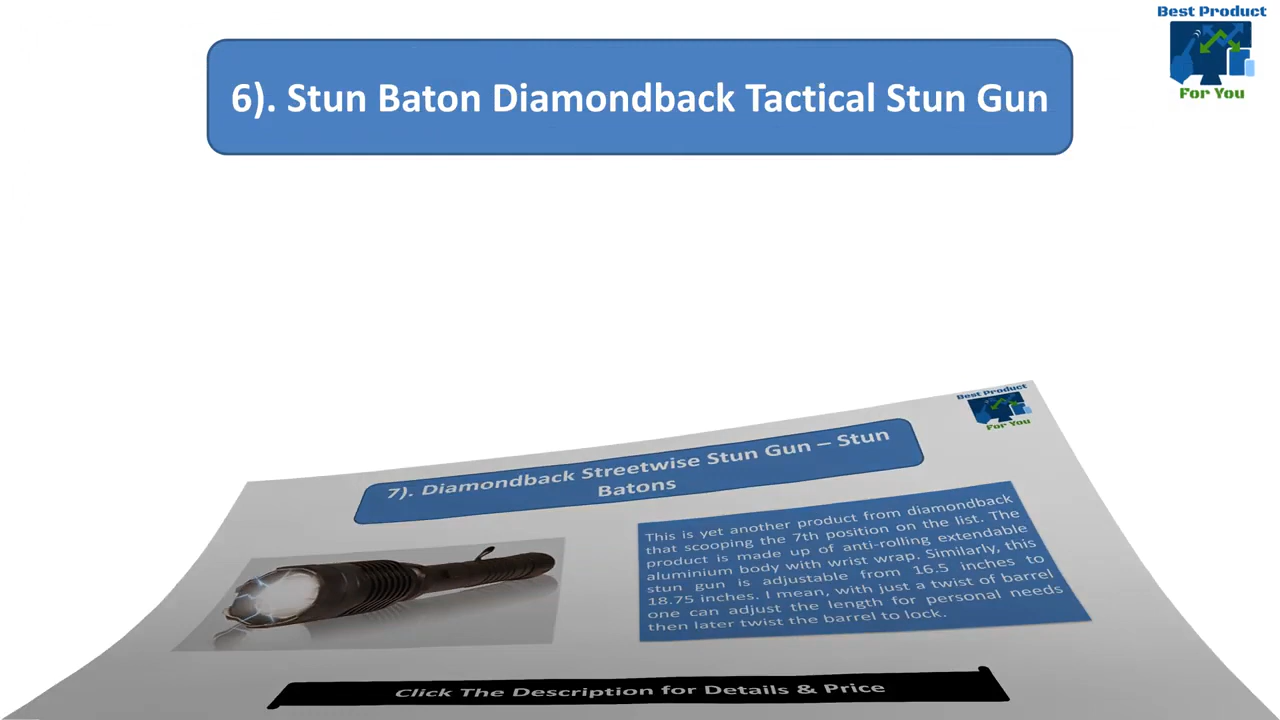 Best Product
For You
6). Stun Baton Diamondback Tactical Stun Gun
Best Product
For You
7). Diamondback Streetwise Stun Gun – Stun
Batons
This is yet another product from diamondback
that scooping the 7th position on the list. The
product is made up of anti-rolling extendable
aluminium body with wrist wrap. Similarly, this
stun gun is adjustable from 16.5 inches to
18.75 inches. I mean, with just a twist of barrel
one can adjust the length for personal needs
then later twist the barrel to lock.
Click The Description for Details & Price